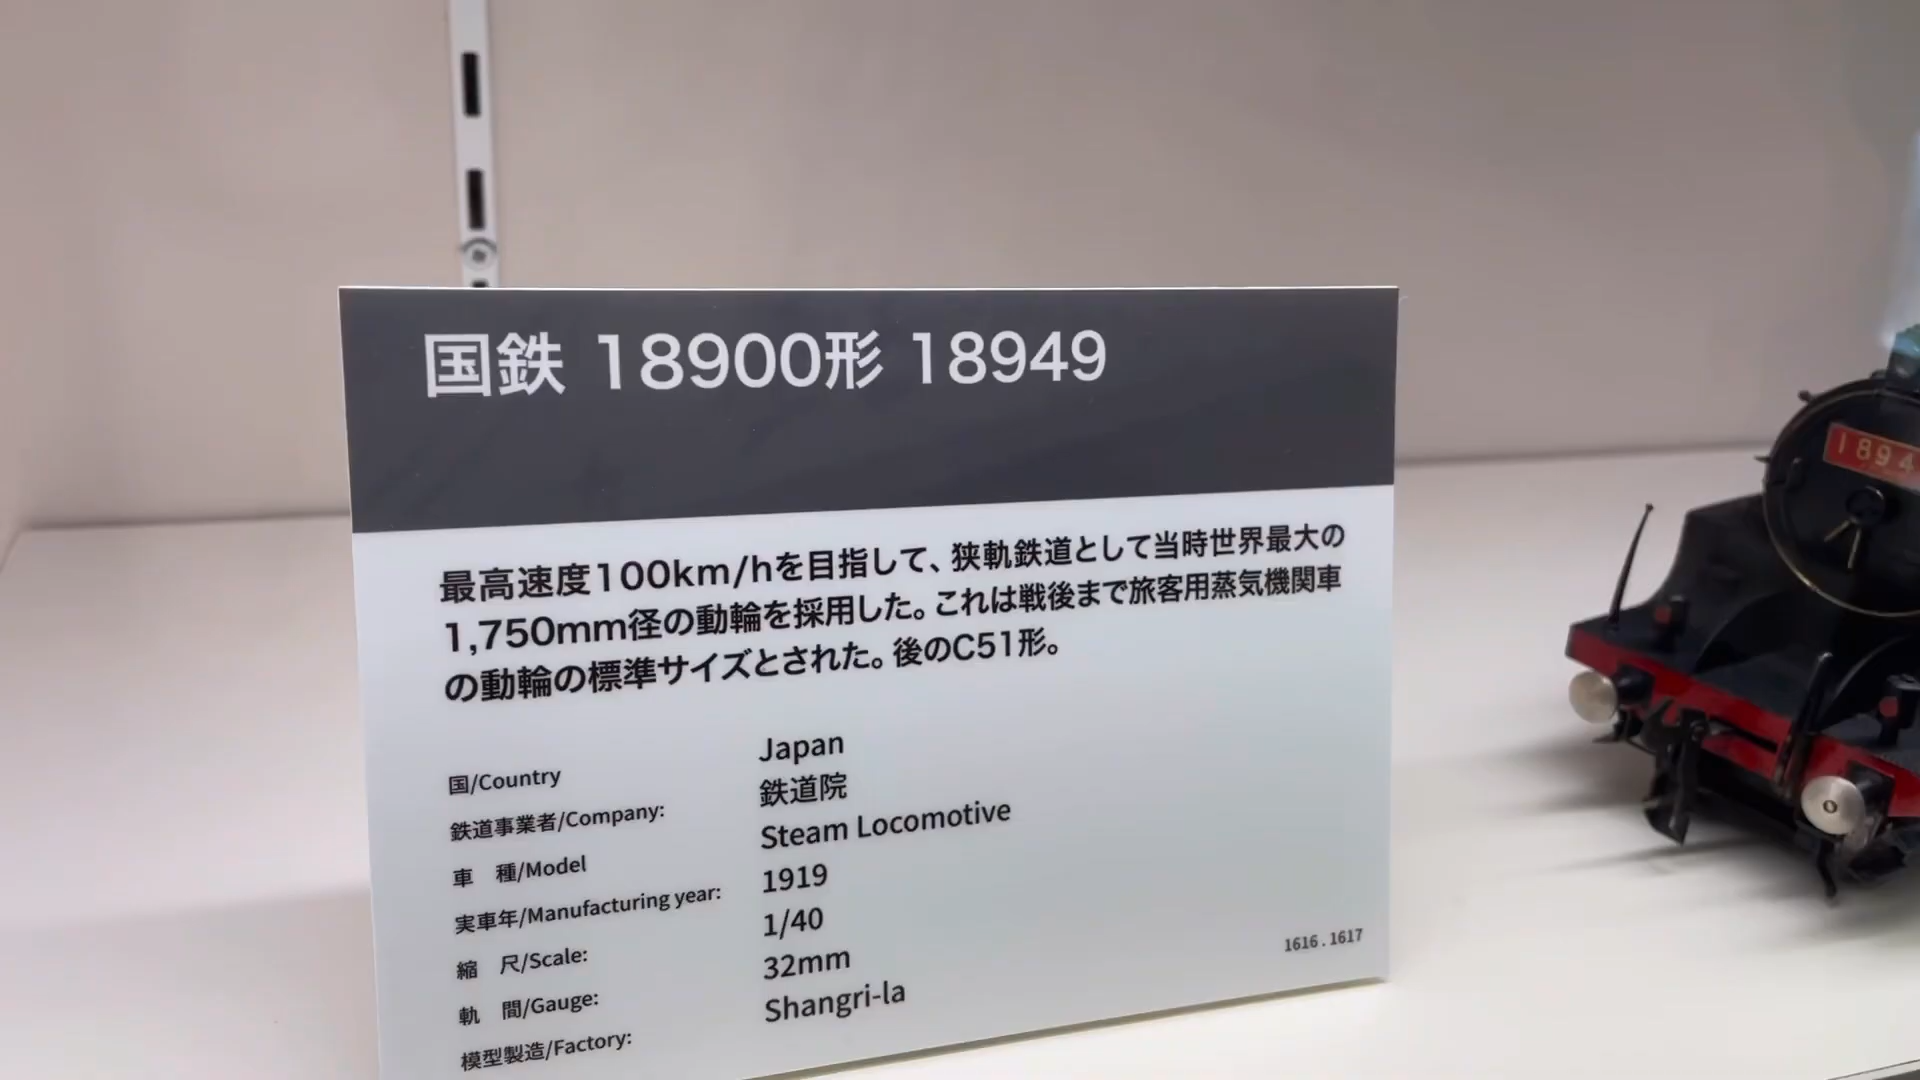 国鉄 18900形 18949
最高速度100km/hを目指して、狭軌鉄道として当時世界最大の
1,750mm径の動輪を採用した。これは戦後まで旅客用蒸気機関車
の動輪の標準サイズとされた。後のC51形。
国/Country Japan
鉄道事業者/Company: 鉄道院
車 種/Model Steam Locomotive
実車年/Manufacturing year: 1919
縮 尺/Scale: 1/40
軌 間/Gauge: 32mm
模型製造/Factory: Shangri-la
1616 . 1617
1894